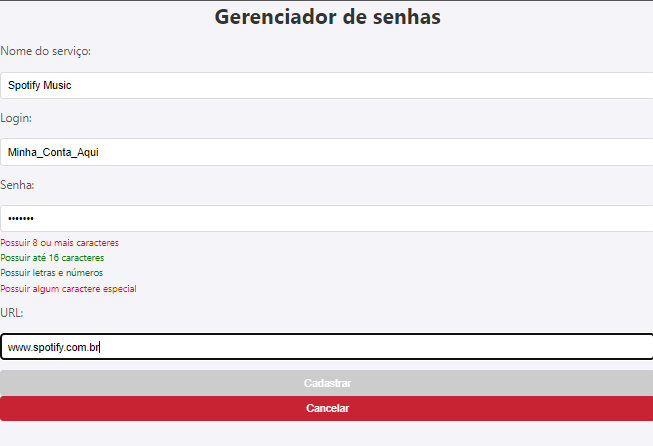 Gerenciador de senhas
Nome do serviço:
Spotify Music
Login:
Minha_Conta_Aqui
Senha:
•••••••
Possuir 8 ou mais caracteres
Possuir até 16 caracteres
Possuir letras e números
Possuir algum caractere especial
URL:
www.spotify.com.br
Cadastrar
Cancelar